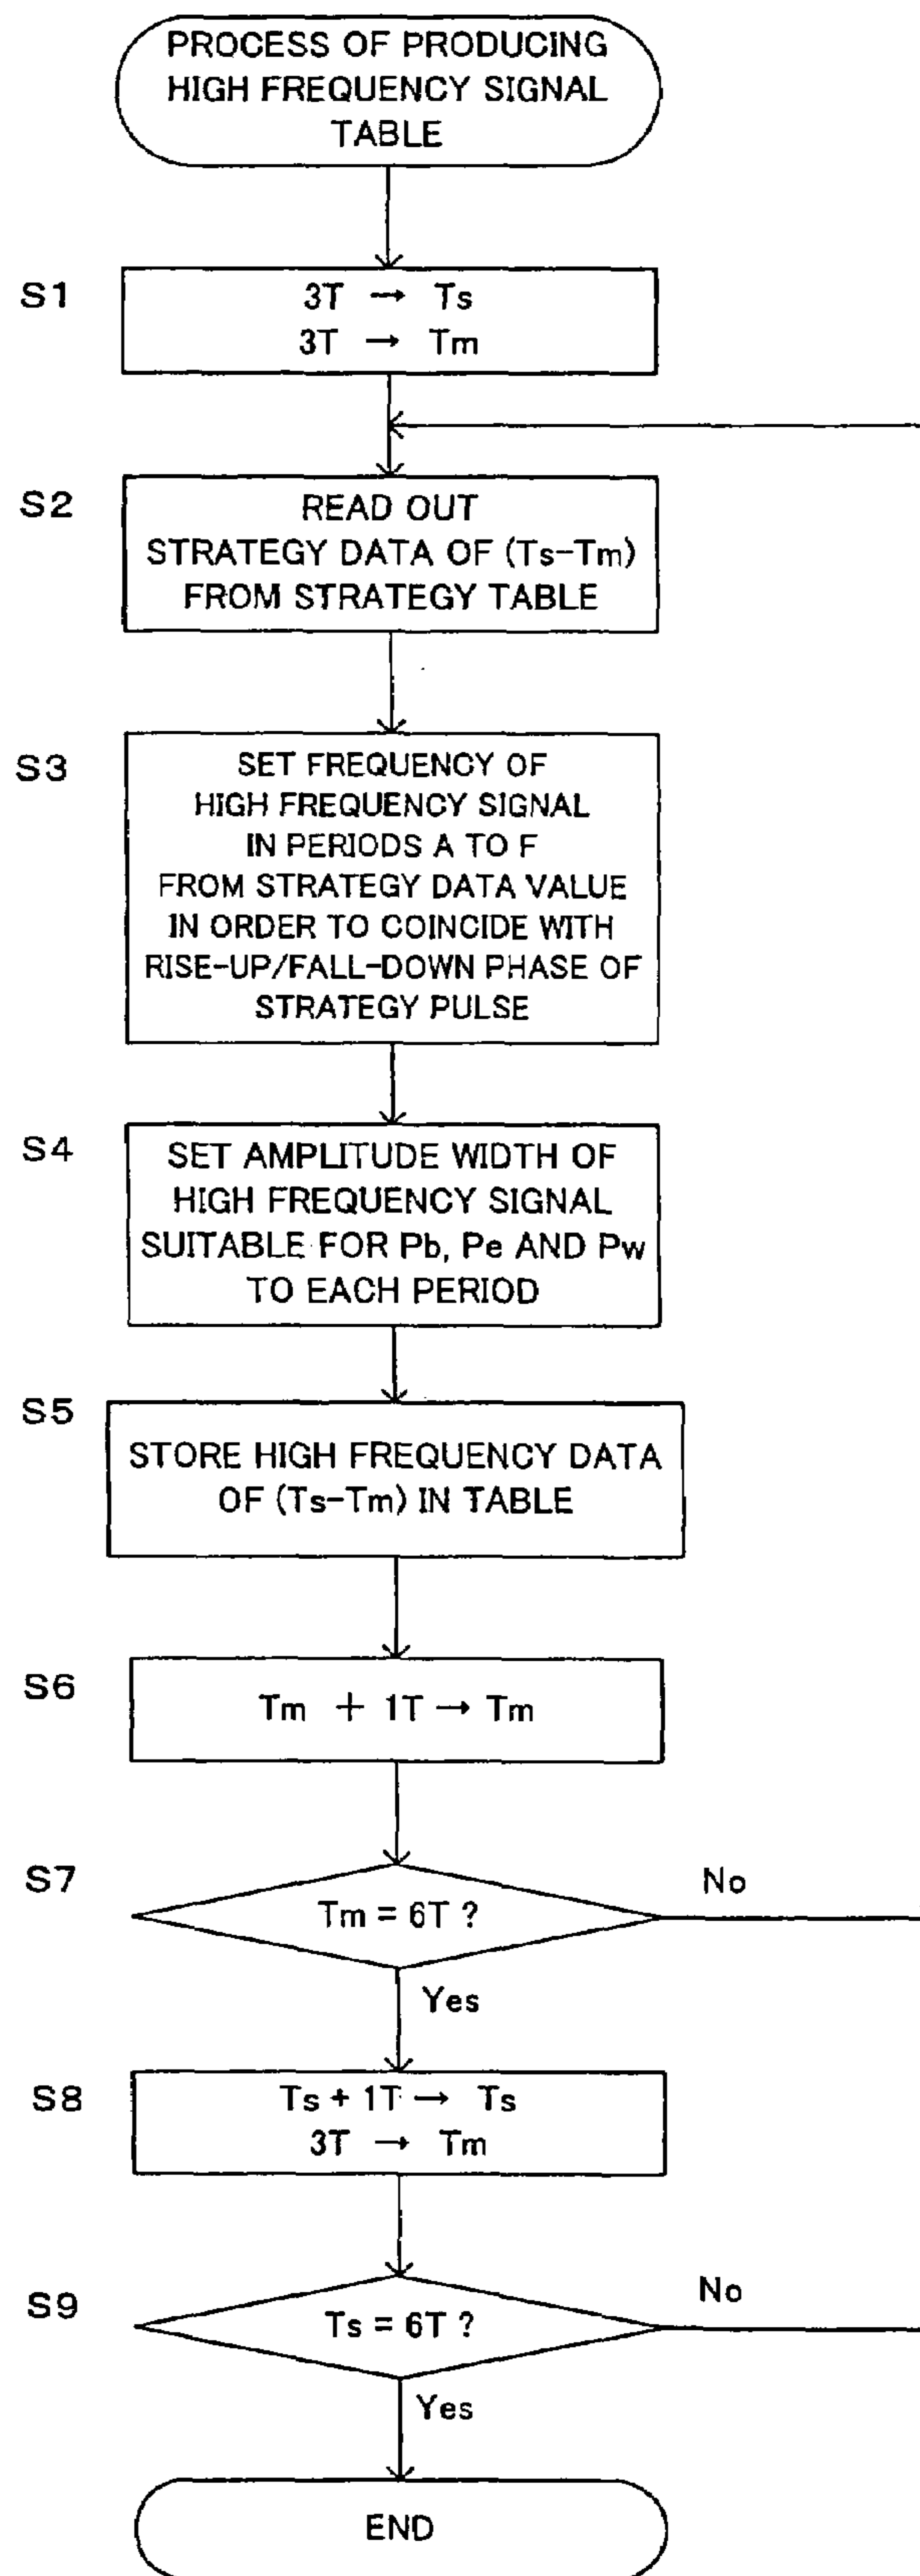 PROCESS OF PRODUCING
HIGH FREQUENCY SIGNAL
TABLE
S1
3T → Ts
3T → Tm
S2
READ OUT
STRATEGY DATA OF (Ts-Tm)
FROM STRATEGY TABLE
S3
SET FREQUENCY OF
HIGH FREQUENCY SIGNAL
IN PERIODS A TO F
FROM STRATEGY DATA VALUE
IN ORDER TO COINCIDE WITH
RISE-UP/FALL-DOWN PHASE OF
STRATEGY PULSE
S4
SET AMPLITUDE WIDTH OF
HIGH FREQUENCY SIGNAL
SUITABLE FOR Pb, Pe AND Pw
TO EACH PERIOD
S5
STORE HIGH FREQUENCY DATA
OF (Ts-Tm) IN TABLE
S6
Tm + 1T → Tm
S7
Tm = 6T ?
No
Yes
S8
Ts + 1T → Ts
3T → Tm
S9
Ts = 6T ?
No
Yes
END